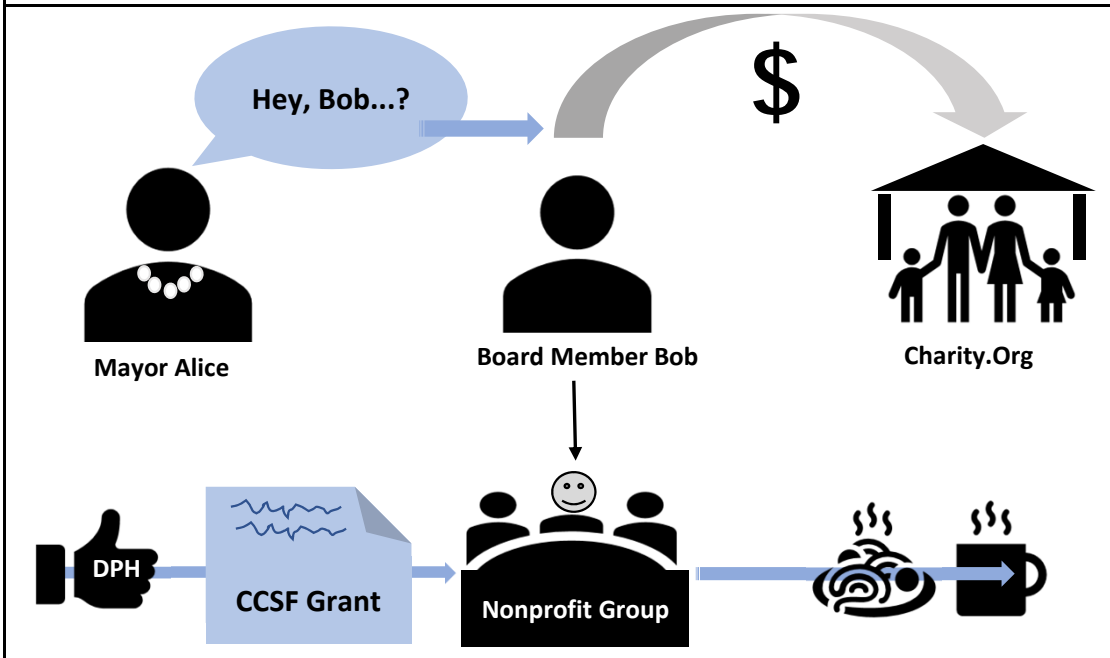 Hey, Bob...?
$
Mayor Alice
Board Member Bob
Charity.Org
DPH
CCSF Grant
Nonprofit Group